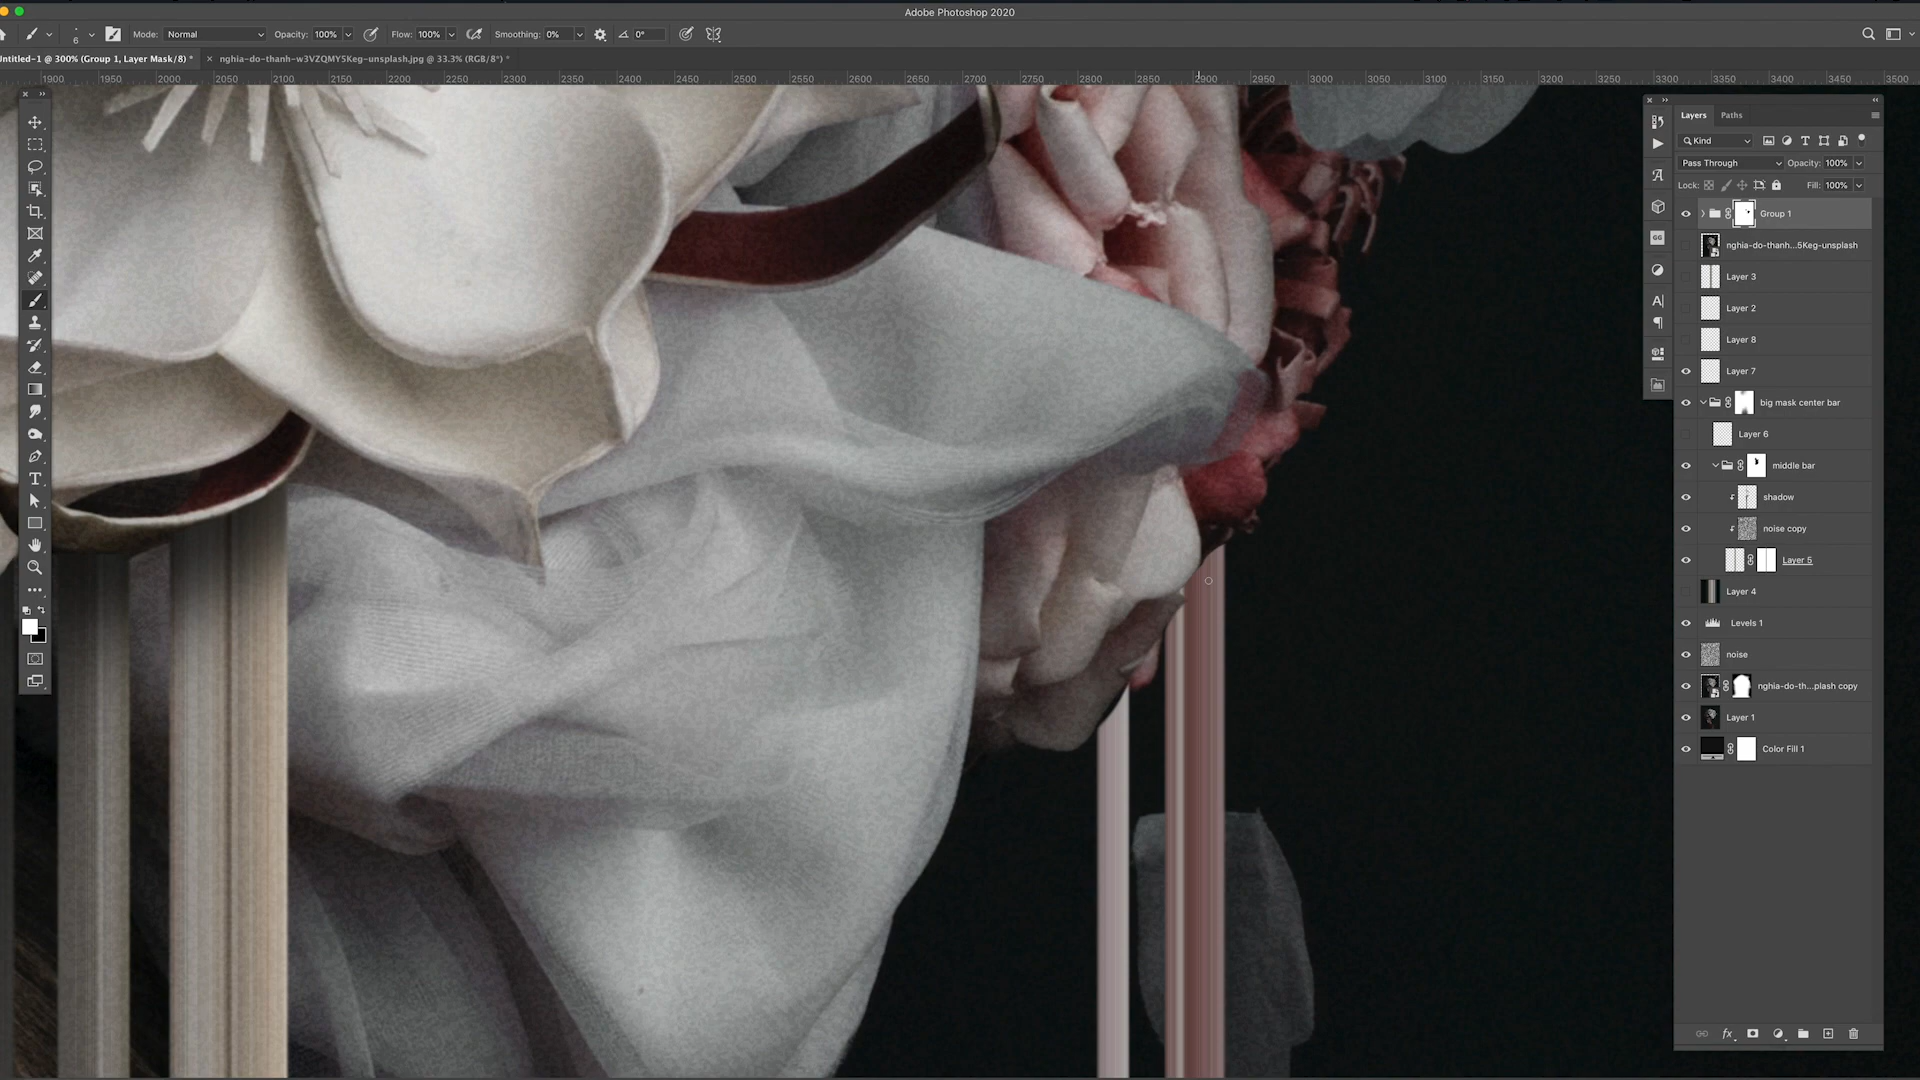 Adobe Photoshop 2020
6 Mode: Normal Opacity: 100% Flow: 100% Smoothing: 0% 0°
Untitled-1 @ 300% (Group 1, Layer Mask/8) * × nghia-do-thanh-w3VZQMY5Keg-unsplash.jpg @ 33.3% (RGB/8*) *
1900 1950 2000 2050 2100 2150 2200 2250 2300 2350 2400 2450 2500 2550 2600 2650 2700 2750 2800 2850 2900 2950 3000 3050 3100 3150 3200 3250 3300 3350 3400 3450 3500
Layers Paths
Kind
Pass Through Opacity: 100%
Lock: Fill: 100%
Group 1
nghia-do-thanh...5Keg-unsplash
Layer 3
Layer 2
Layer 8
Layer 7
big mask center bar
Layer 6
middle bar
shadow
noise copy
Layer 5
Layer 4
Levels 1
noise
nghia-do-th...plash copy
Layer 1
Color Fill 1
fx